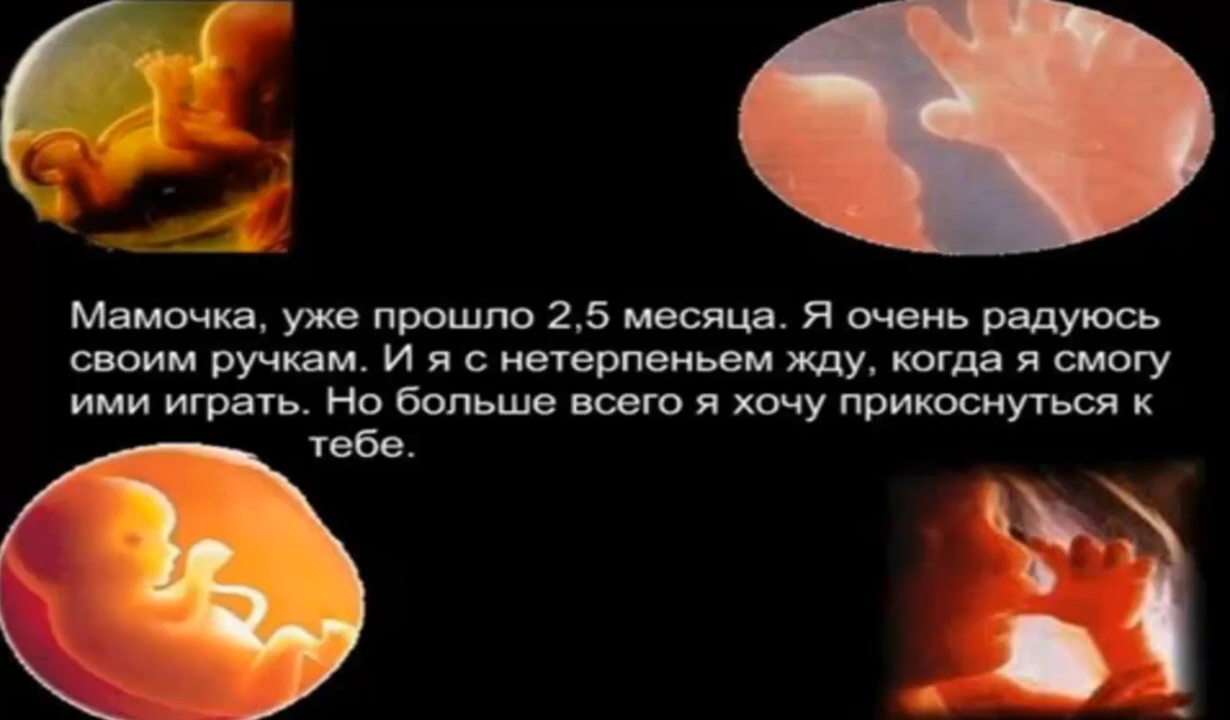 Мамочка, уже прошло 2,5 месяца. Я очень радуюсь
своим ручкам. И я с нетерпеньем жду, когда я смогу
ими играть. Но больше всего я хочу прикоснуться к
тебе.